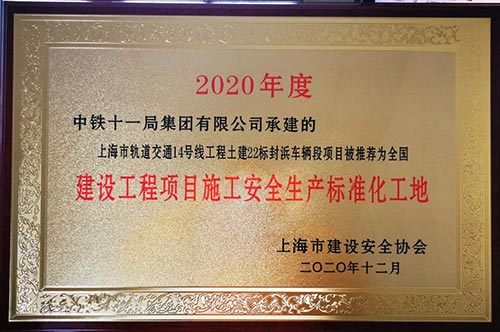 2020年度
中铁十一局集团有限公司承建的
上海市轨道交通14号线工程土建22标封浜车辆段项目被推荐为全国
建设工程项目施工安全生产标准化工地
上海市建设安全协会
二〇二〇年十二月